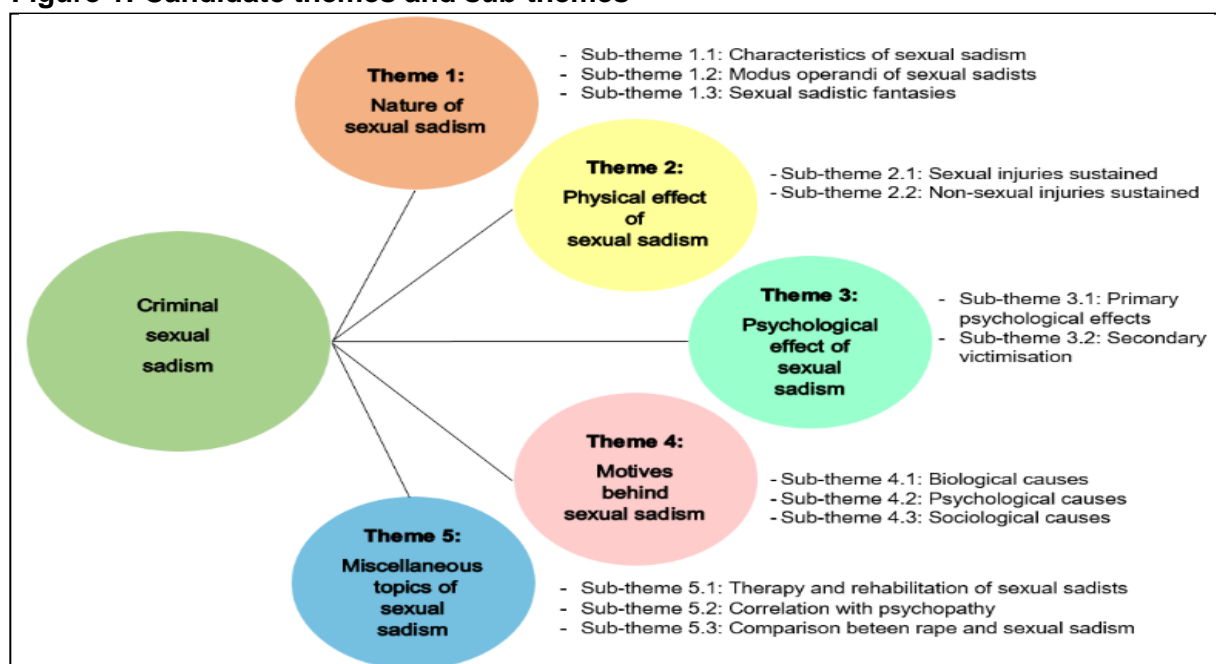 Figure 1: Candidate themes and sub-themes
Theme 1:
Nature of
sexual sadism
- Sub-theme 1.1: Characteristics of sexual sadism
- Sub-theme 1.2: Modus operandi of sexual sadists
- Sub-theme 1.3: Sexual sadistic fantasies
Theme 2:
Physical effect
of
sexual sadism
- Sub-theme 2.1: Sexual injuries sustained
- Sub-theme 2.2: Non-sexual injuries sustained
Criminal
sexual
sadism
Theme 3:
Psychological
effect of
sexual
sadism
- Sub-theme 3.1: Primary
psychological effects
- Sub-theme 3.2: Secondary
victimisation
Theme 4:
Motives
behind
sexual sadism
- Sub-theme 4.1: Biological causes
- Sub-theme 4.2: Psychological causes
- Sub-theme 4.3: Sociological causes
Theme 5:
Miscellaneous
topics of
sexual
sadism
- Sub-theme 5.1: Therapy and rehabilitation of sexual sadists
- Sub-theme 5.2: Correlation with psychopathy
- Sub-theme 5.3: Comparison beteen rape and sexual sadism